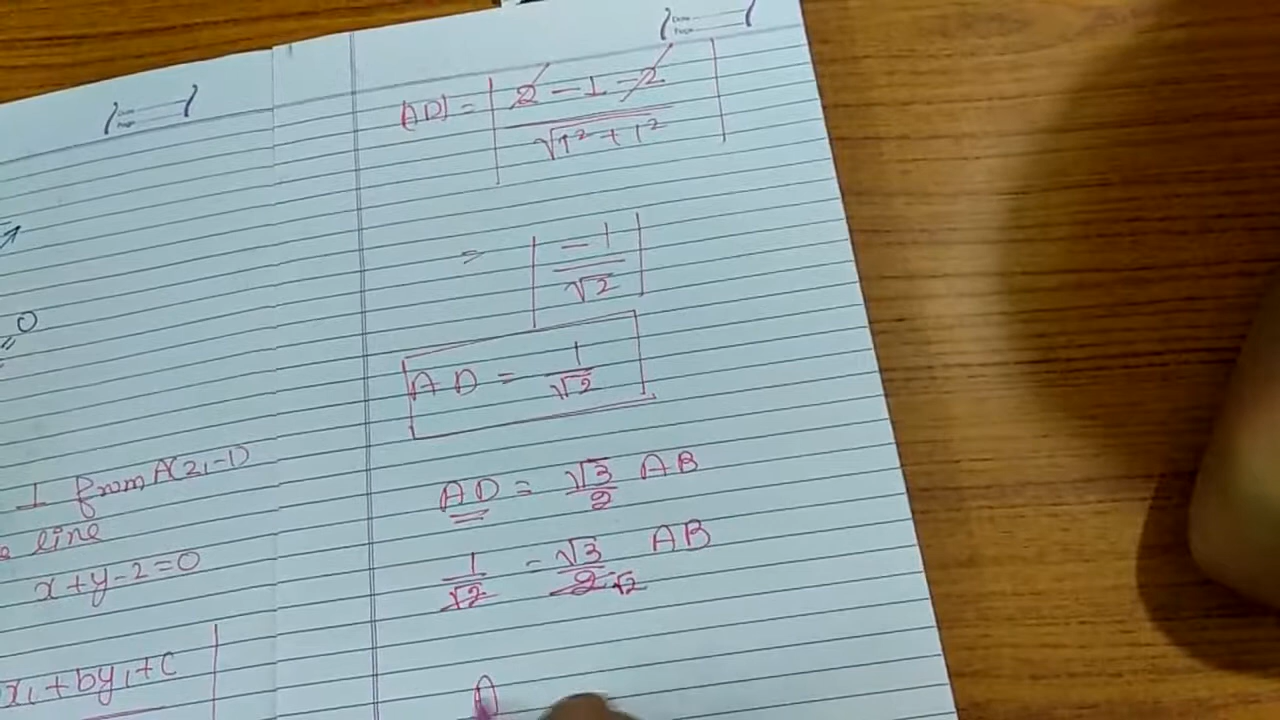 ⊥ from A(2,-1)
line
x+y-2=0
x₁ + by₁ + C
|AD| = | 2 - 1 - 2 / √1² + 1² |
= | -1 / √2 |
AD = 1/√2
AD = √3/2 AB
1/√2 = √3/2 √2 AB
A